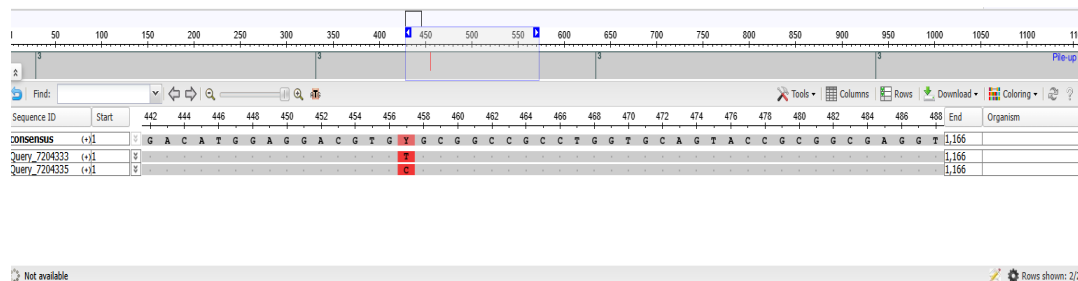 50 100 150 200 250 300 350 400 450 500 550 600 650 700 750 800 850 900 950 1000 1050 1100 11
3 3 3 3 Pile-up
Find: Tools Columns Rows Download Coloring ?
Sequence ID Start 442 444 446 448 450 452 454 456 458 460 462 464 466 468 470 472 474 476 478 480 482 484 486 488 End Organism
consensus (+)1 G A C A T G G A G G A C G T G Y G C G G C C G C C T G G T G C A G T A C C G C G G C G A G G T 1,166
Query_7204333 (+)1 T 1,166
Query_7204335 (+)1 C 1,166
Not available Rows shown: 2/2